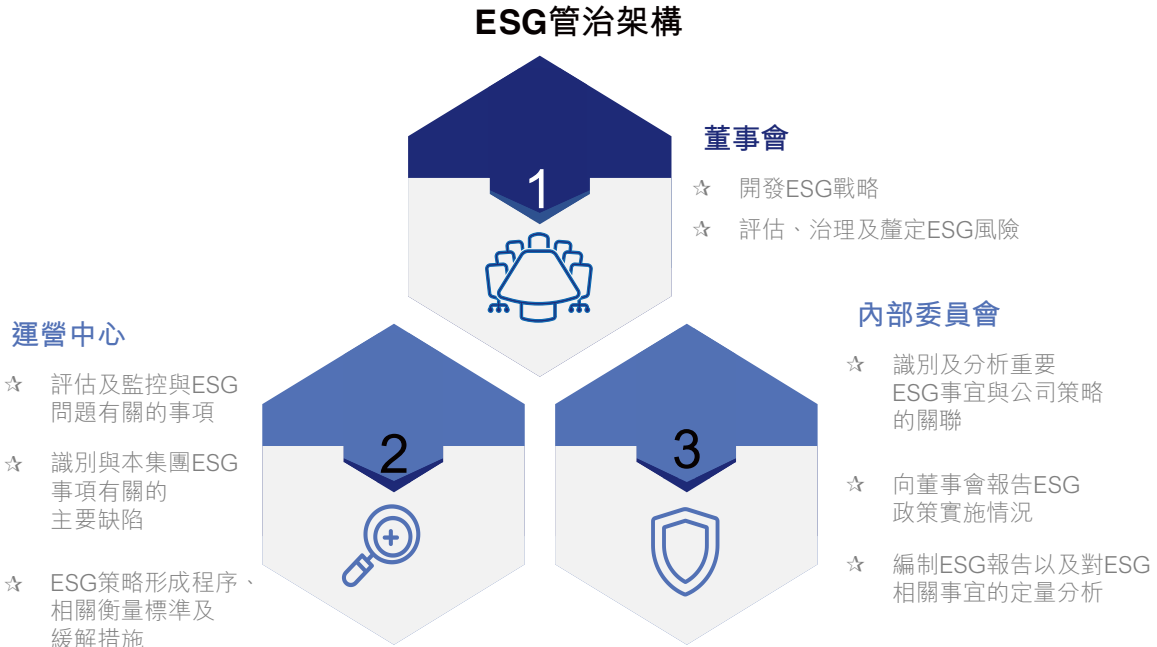 ESG管治架構
1
董事會
☆ 開發ESG戰略
☆ 評估、治理及釐定ESG風險
運營中心
☆ 評估及監控與ESG
問題有關的事項
☆ 識別與本集團ESG
事項有關的
主要缺陷
☆ ESG策略形成程序、
相關衡量標準及
緩解措施
2
3
內部委員會
☆ 識別及分析重要
ESG事宜與公司策略
的關聯
☆ 向董事會報告ESG
政策實施情況
☆ 編制ESG報告以及對ESG
相關事宜的定量分析